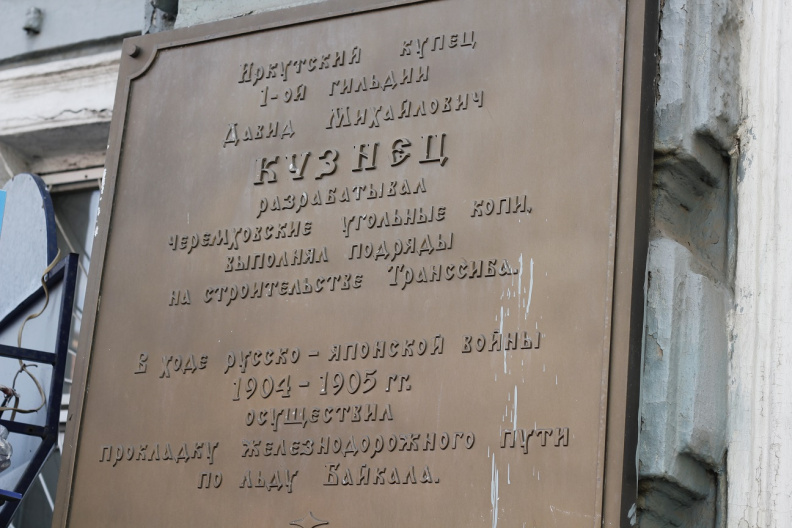 Иркутский купец
1-ой гильдии
Давид Михайлович
КУЗНЕЦ
разрабатывал
черемховские угольные копи,
выполнял подряды
на строительстве Транссиба.
В ходе русско - японской войны
1904 - 1905 гг.
осуществил
прокладку железнодорожного пути
по льду Байкала.